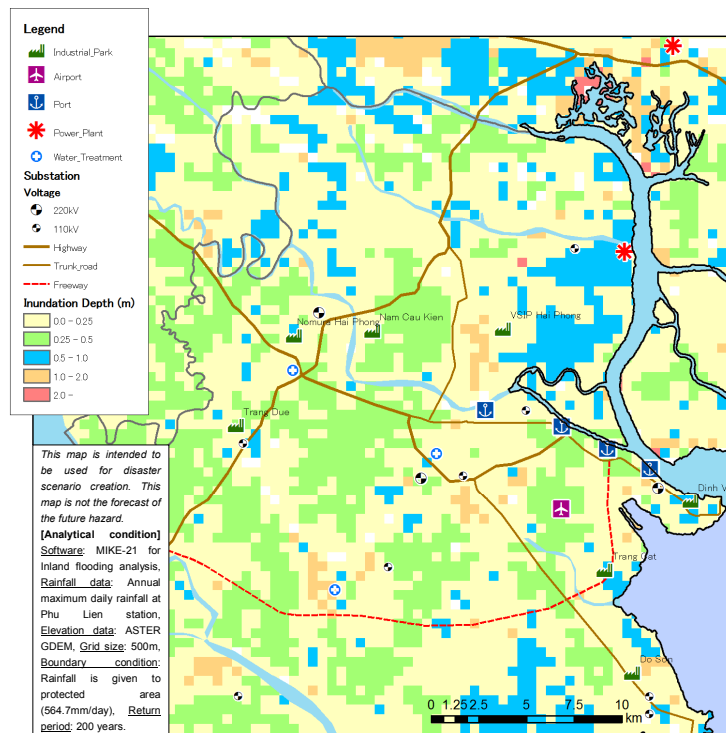 Legend
Industrial_Park
Airport
Port
Power_Plant
Water_Treatment
Substation
Voltage
220kV
110kV
Highway
Trunk_road
Freeway
Inundation Depth (m)
0.0 - 0.25
0.25 - 0.5
0.5 - 1.0
1.0 - 2.0
2.0 -
Nomura Hai Phong
Nam Cau Kien
VSIP Hai Phong
Trang Due
Dinh V
Trang Cat
Do Son
This map is intended to
be used for disaster
scenario creation. This
map is not the forecast of
the future hazard.
[Analytical condition]
Software: MIKE-21 for
Inland flooding analysis,
Rainfall data: Annual
maximum daily rainfall at
Phu Lien station,
Elevation data: ASTER
GDEM, Grid size: 500m,
Boundary condition:
Rainfall is given to
protected area
(564.7mm/day), Return
period: 200 years.
0 1.25 2.5 5 7.5 10
km